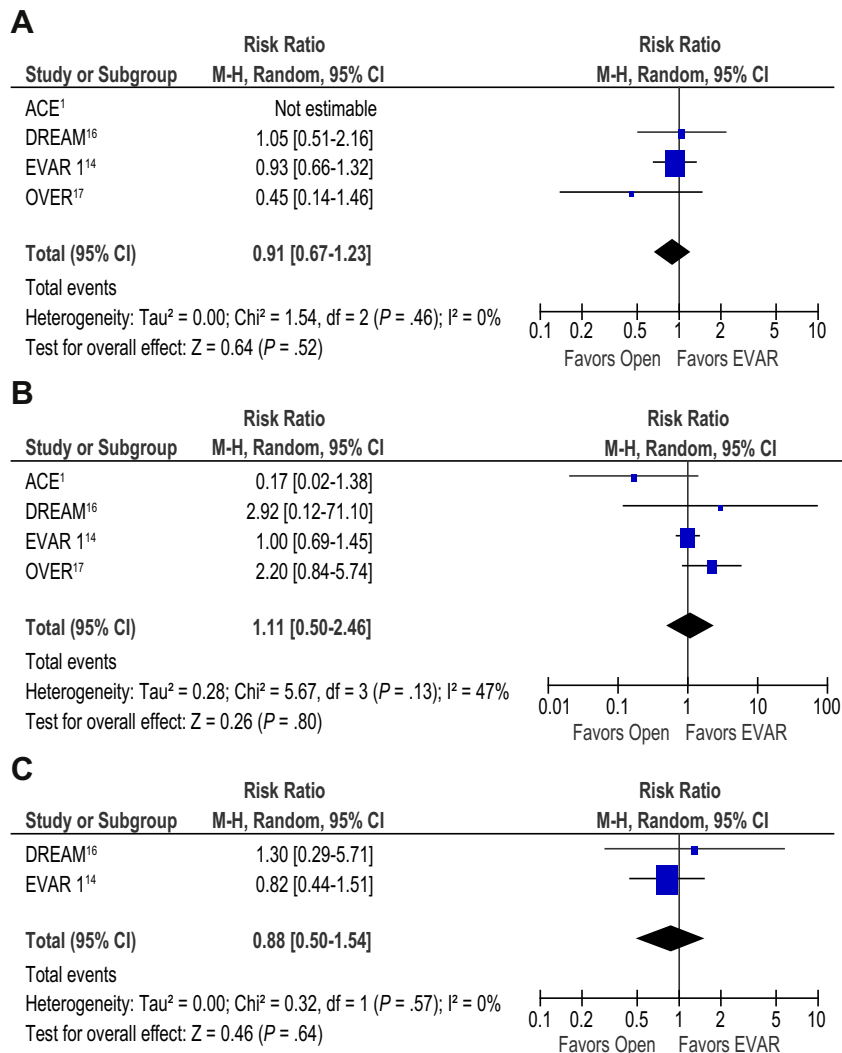 A
Risk Ratio Risk Ratio
Study or Subgroup M-H, Random, 95% CI M-H, Random, 95% CI
ACE¹ Not estimable
DREAM¹⁶ 1.05 [0.51-2.16]
EVAR 1¹⁴ 0.93 [0.66-1.32]
OVER¹⁷ 0.45 [0.14-1.46]
Total (95% CI) 0.91 [0.67-1.23]
Total events
Heterogeneity: Tau² = 0.00; Chi² = 1.54, df = 2 (P = .46); I² = 0%
Test for overall effect: Z = 0.64 (P = .52)
0.1 0.2 0.5 1 2 5 10
Favors Open Favors EVAR
B
Risk Ratio Risk Ratio
Study or Subgroup M-H, Random, 95% CI M-H, Random, 95% CI
ACE¹ 0.17 [0.02-1.38]
DREAM¹⁶ 2.92 [0.12-71.10]
EVAR 1¹⁴ 1.00 [0.69-1.45]
OVER¹⁷ 2.20 [0.84-5.74]
Total (95% CI) 1.11 [0.50-2.46]
Total events
Heterogeneity: Tau² = 0.28; Chi² = 5.67, df = 3 (P = .13); I² = 47%
Test for overall effect: Z = 0.26 (P = .80)
0.01 0.1 1 10 100
Favors Open Favors EVAR
C
Risk Ratio Risk Ratio
Study or Subgroup M-H, Random, 95% CI M-H, Random, 95% CI
DREAM¹⁶ 1.30 [0.29-5.71]
EVAR 1¹⁴ 0.82 [0.44-1.51]
Total (95% CI) 0.88 [0.50-1.54]
Total events
Heterogeneity: Tau² = 0.00; Chi² = 0.32, df = 1 (P = .57); I² = 0%
Test for overall effect: Z = 0.46 (P = .64)
0.1 0.2 0.5 1 2 5 10
Favors Open Favors EVAR